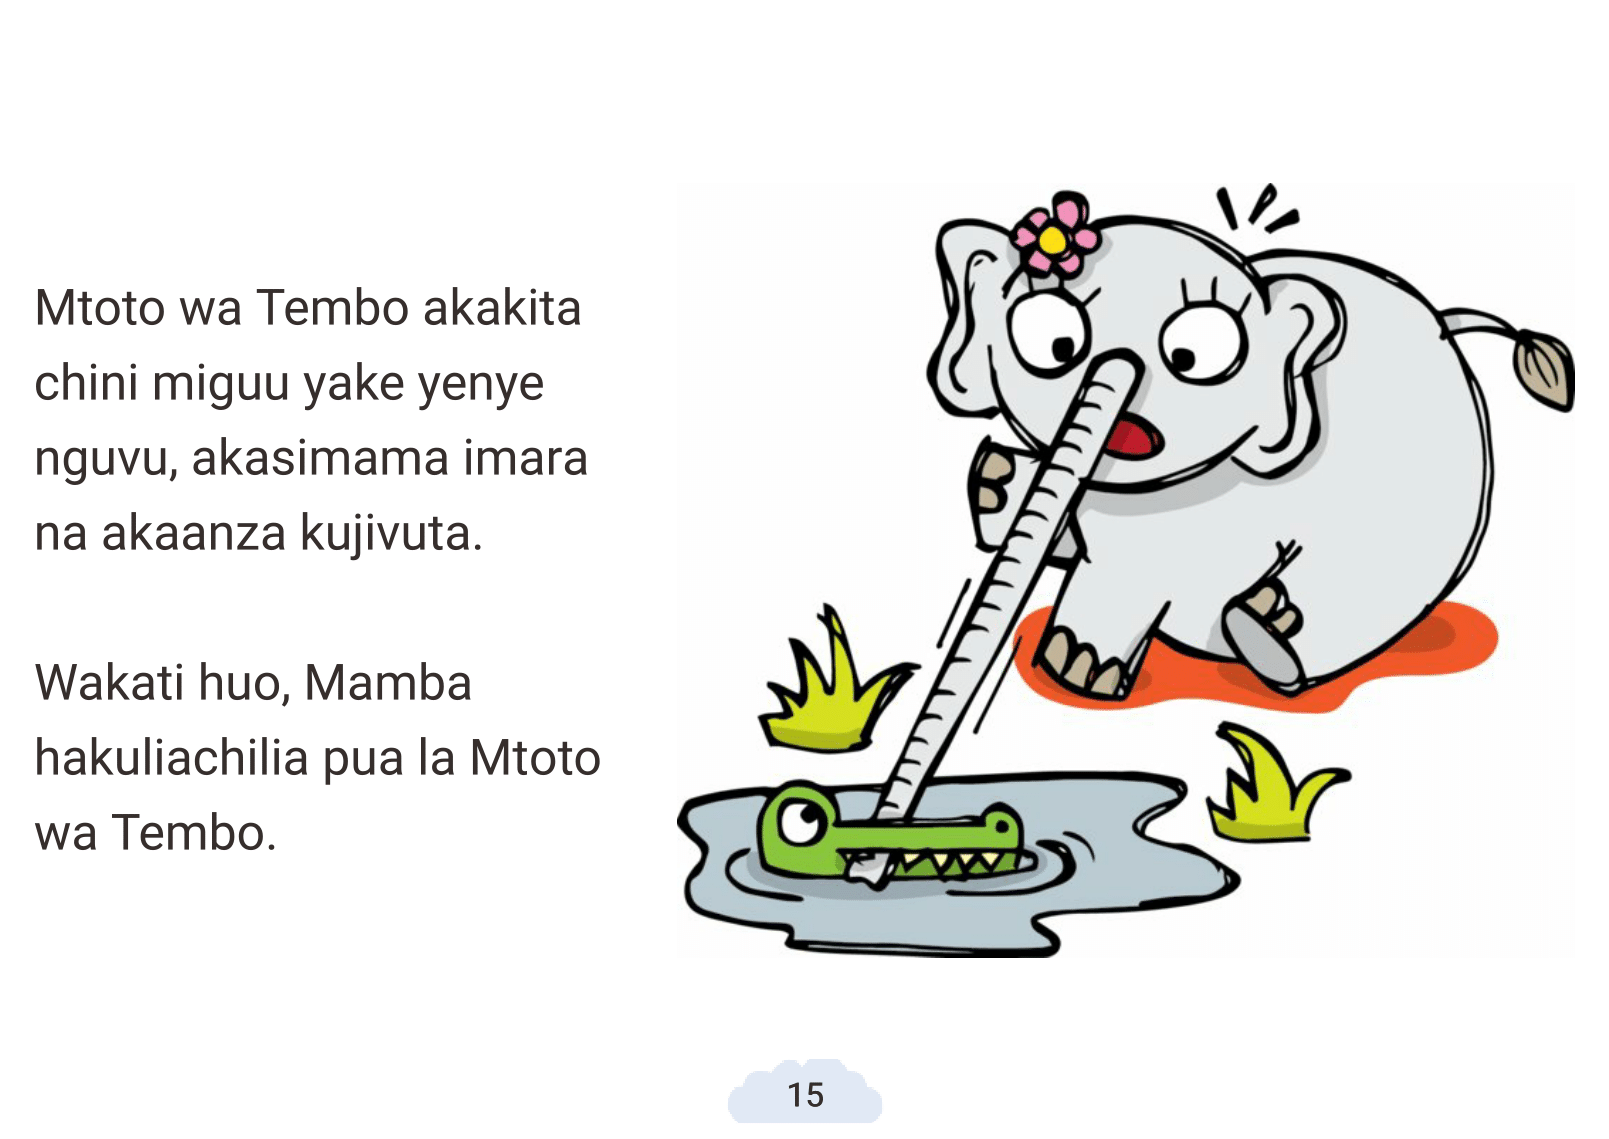 Mtoto wa Tembo akakita
chini miguu yake yenye
nguvu, akasimama imara
na akaanza kujivuta.
Wakati huo, Mamba
hakuliachilia pua la Mtoto
wa Tembo.
15